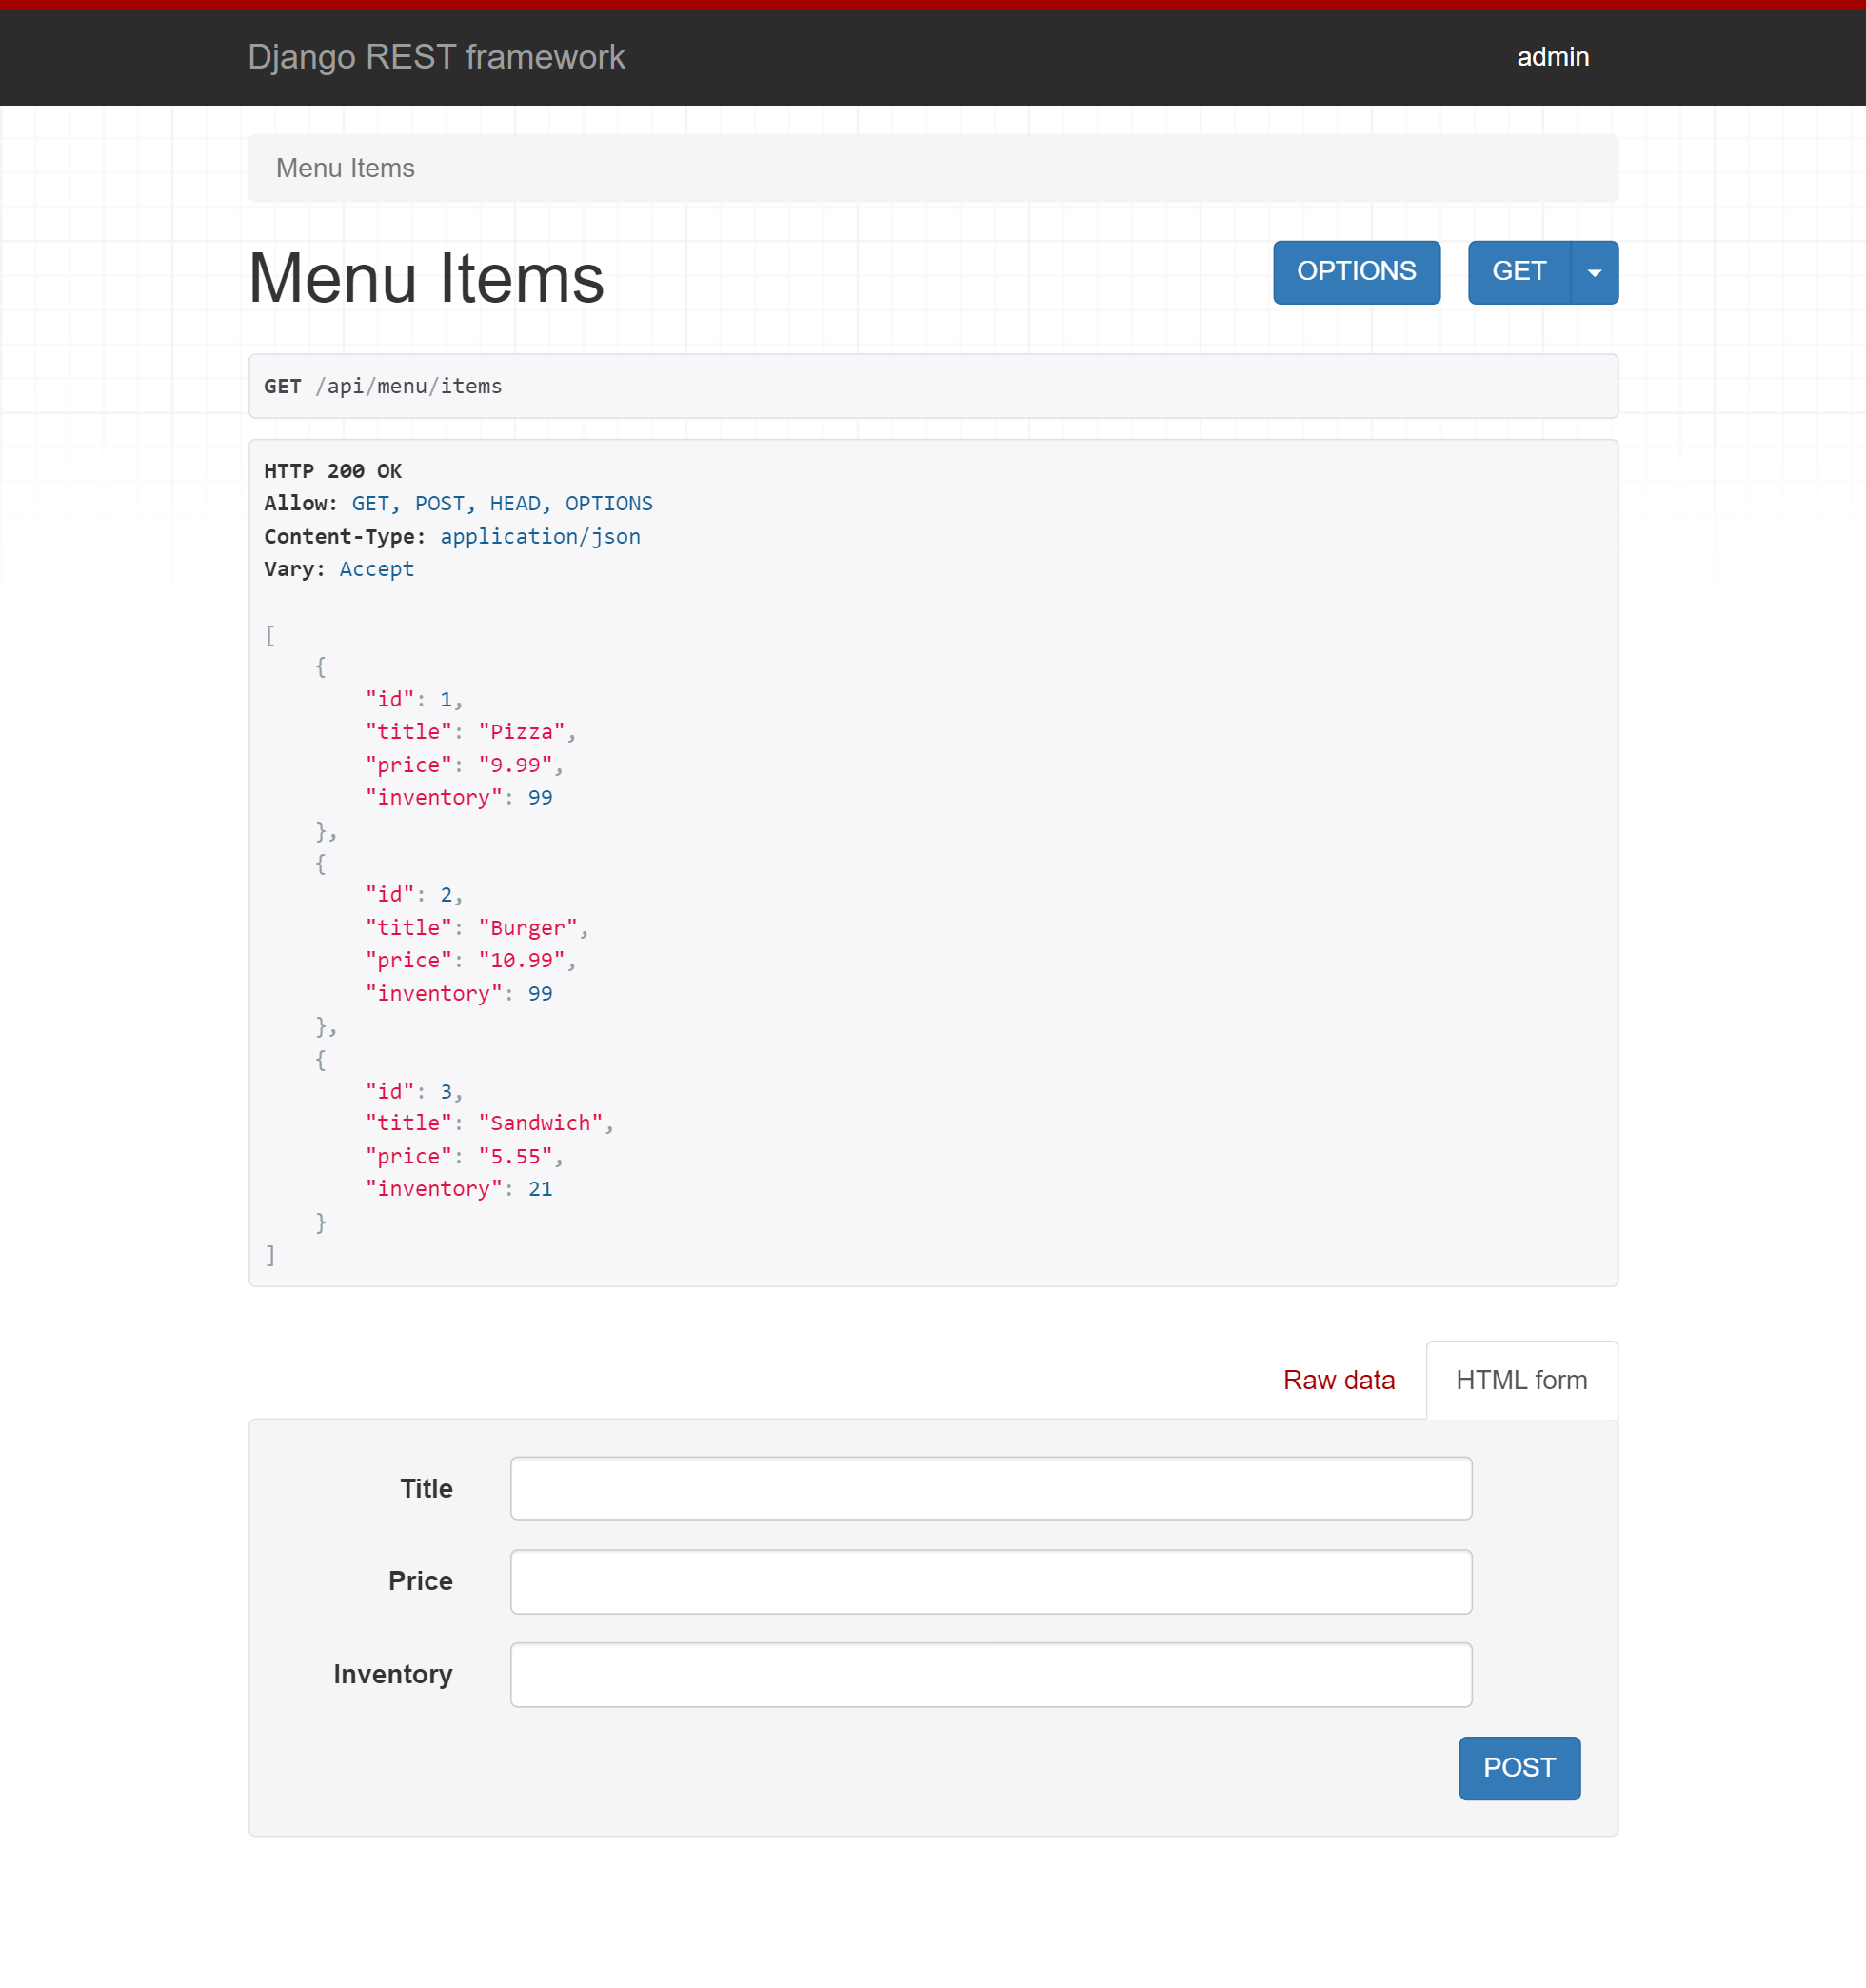 Django REST framework
admin
Menu Items
Menu Items
OPTIONS
GET
GET /api/menu/items
HTTP 200 OK
Allow: GET, POST, HEAD, OPTIONS
Content-Type: application/json
Vary: Accept
[
    {
        "id": 1,
        "title": "Pizza",
        "price": "9.99",
        "inventory": 99
    },
    {
        "id": 2,
        "title": "Burger",
        "price": "10.99",
        "inventory": 99
    },
    {
        "id": 3,
        "title": "Sandwich",
        "price": "5.55",
        "inventory": 21
    }
]
Raw data
HTML form
Title
Price
Inventory
POST